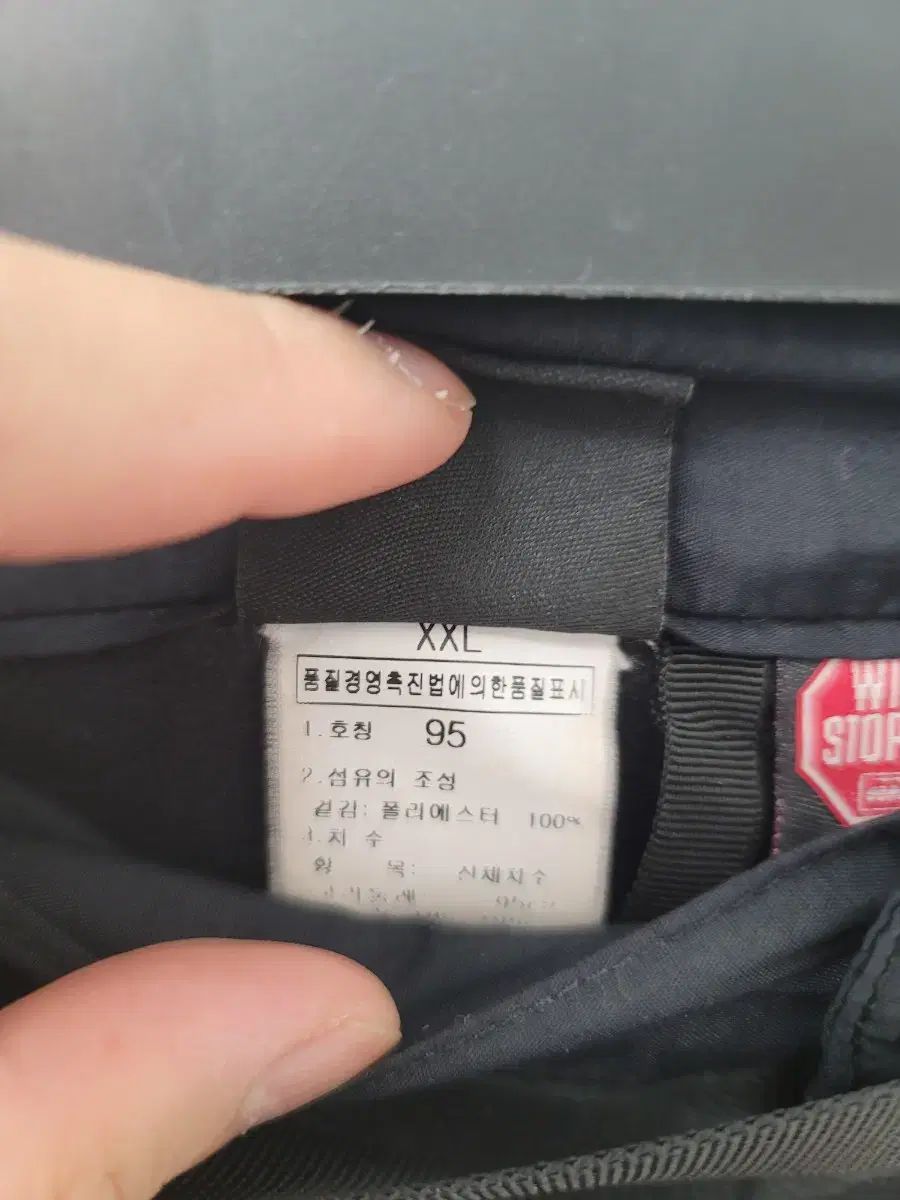 XXL
품질경영촉진법에의한품질표시
1. 호칭 95
2. 섬유의 조성
겉감: 폴리에스터 100%
3. 치 수
항 목: 신체치수
STOP